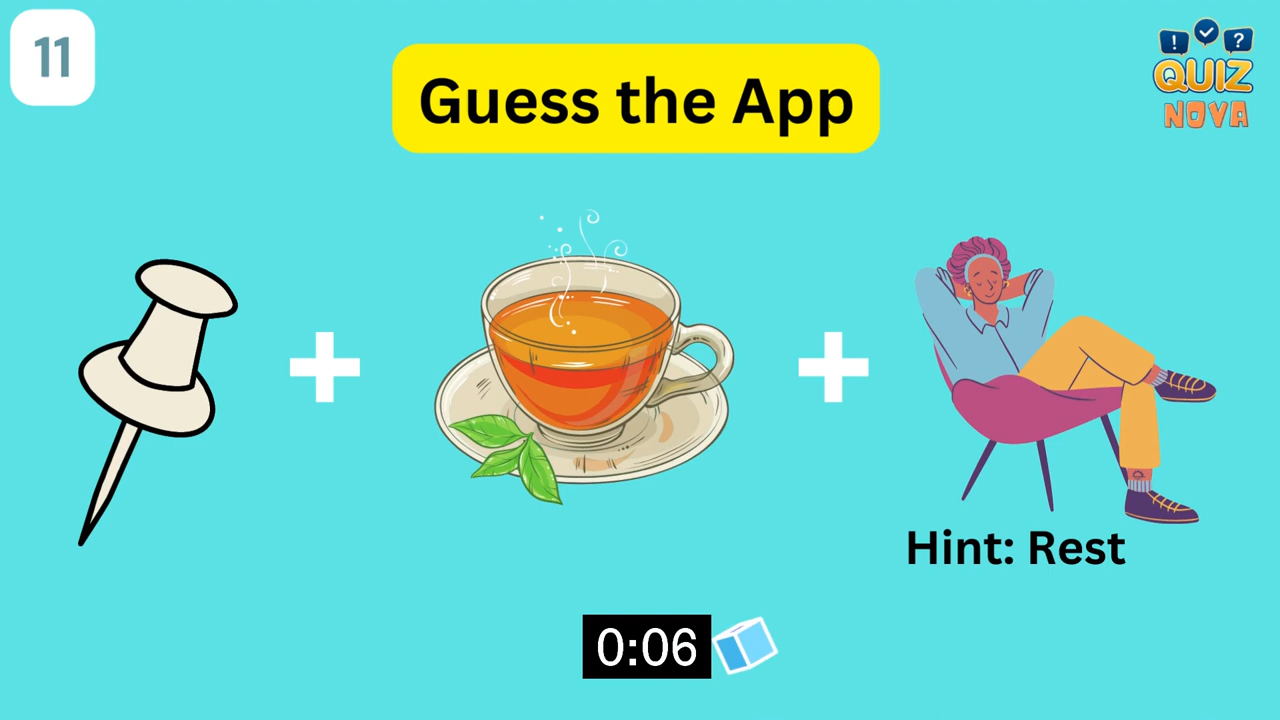 11
Guess the App
! ?
QUIZ
NOVA
Hint: Rest
0:06